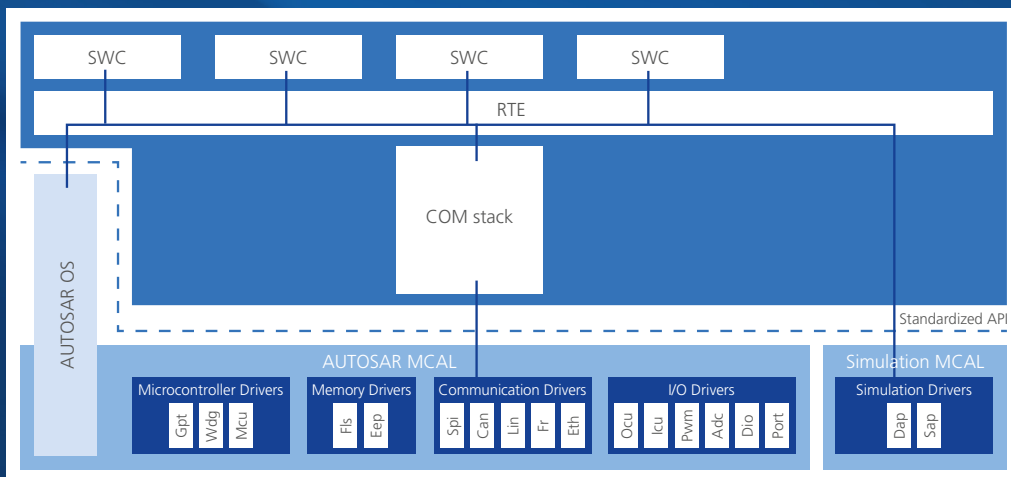 SWC SWC SWC SWC
RTE
COM stack
AUTOSAR OS
Standardized API
AUTOSAR MCAL Simulation MCAL
Microcontroller Drivers Memory Drivers Communication Drivers I/O Drivers Simulation Drivers
Gpt Wdg Mcu Fls Eep Spi Can Lin Fr Eth Ocu Icu Pwm Adc Dio Port Dap Sap